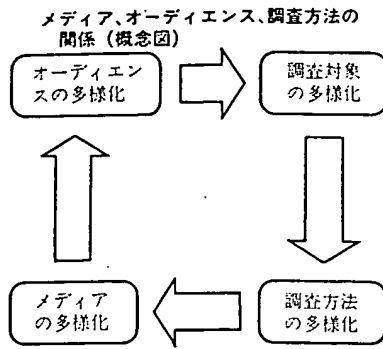 メディア、オーディエンス、調査方法の
関係（概念図）
オーディエン
スの多様化
調査対象
の多様化
メディア
の多様化
調査方法
の多様化